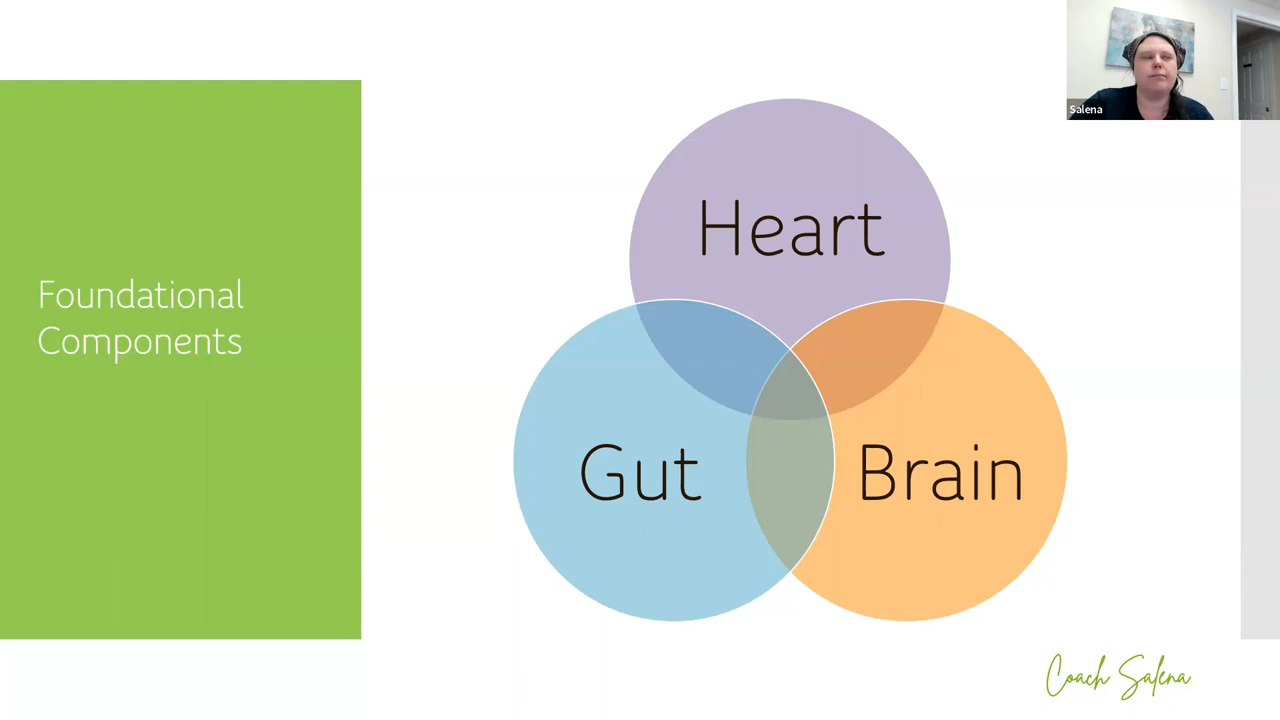 Salena
Heart
Foundational
Components
Gut
Brain
Coach Salena